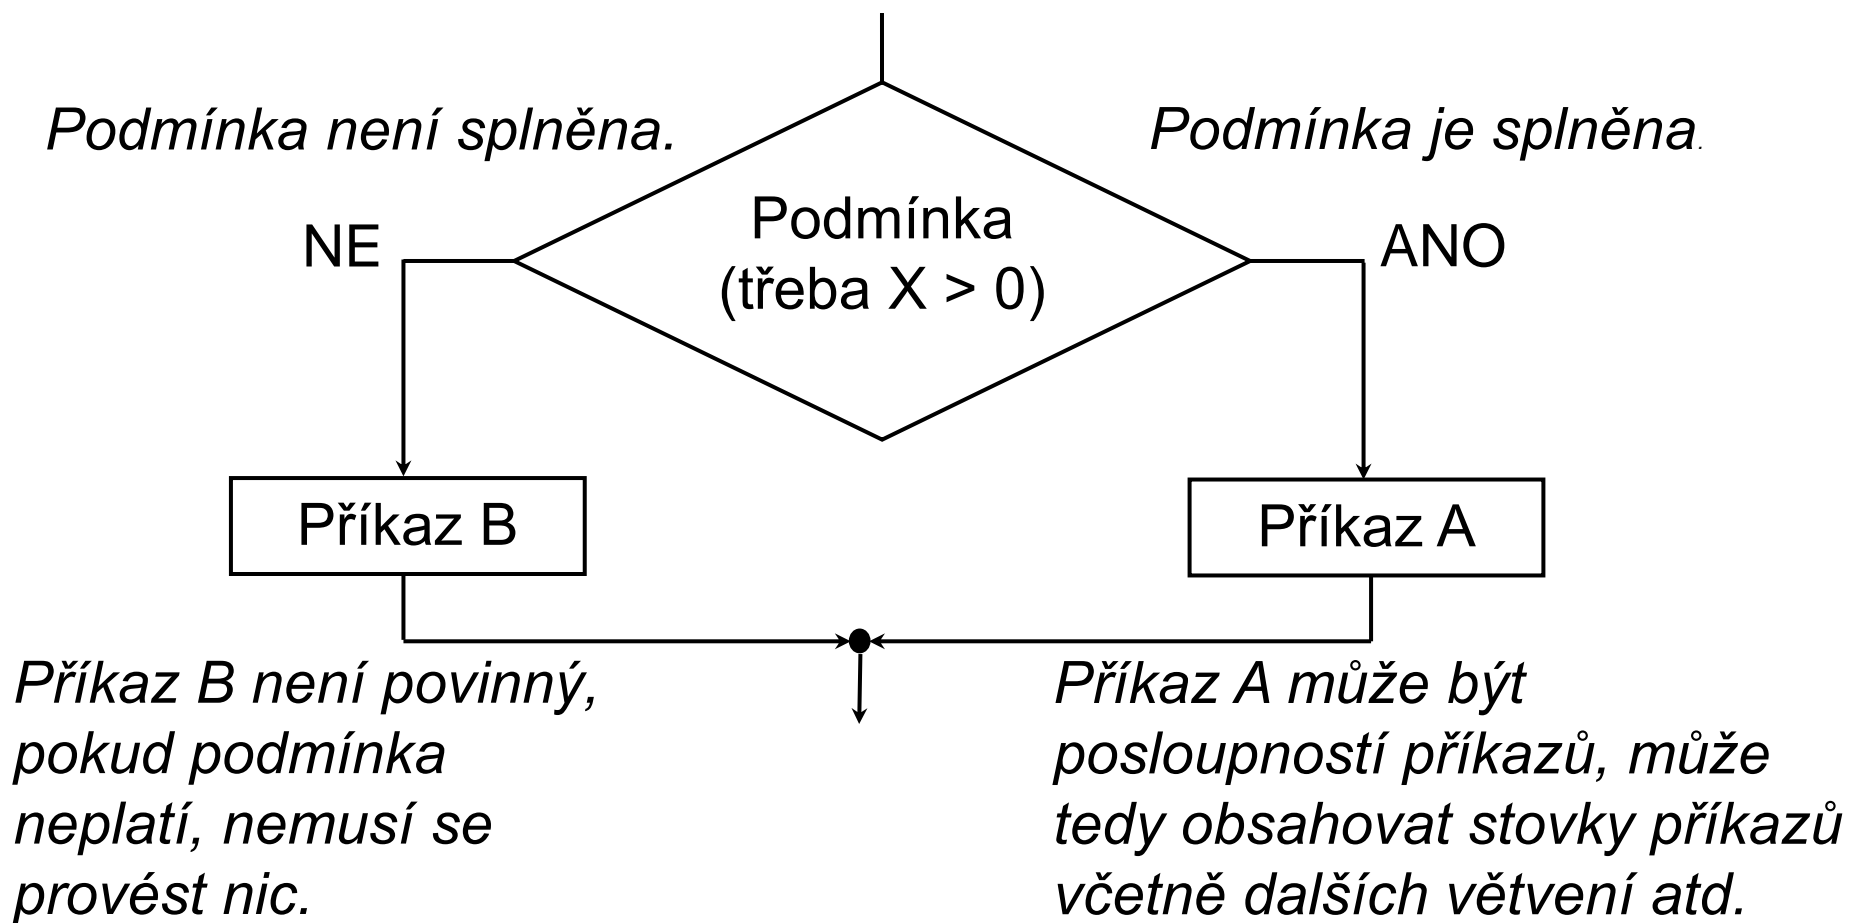 Podmínka není splněna.
Podmínka je splněna.
Podmínka
(třeba X > 0)
NE
ANO
Příkaz B
Příkaz A
Příkaz B není povinný,
pokud podmínka
neplatí, nemusí se
provést nic.
Příkaz A může být
posloupností příkazů, může
tedy obsahovat stovky příkazů
včetně dalších větvení atd.